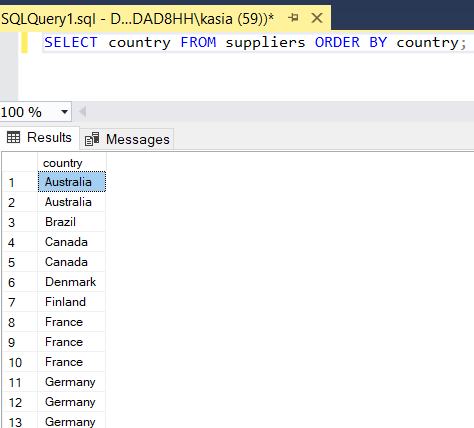 SQLQuery1.sql - D...DAD8HH\kasia (59))*
SELECT country FROM suppliers ORDER BY country;
100 %
Results Messages
country
1 Australia
2 Australia
3 Brazil
4 Canada
5 Canada
6 Denmark
7 Finland
8 France
9 France
10 France
11 Germany
12 Germany
13 Germany